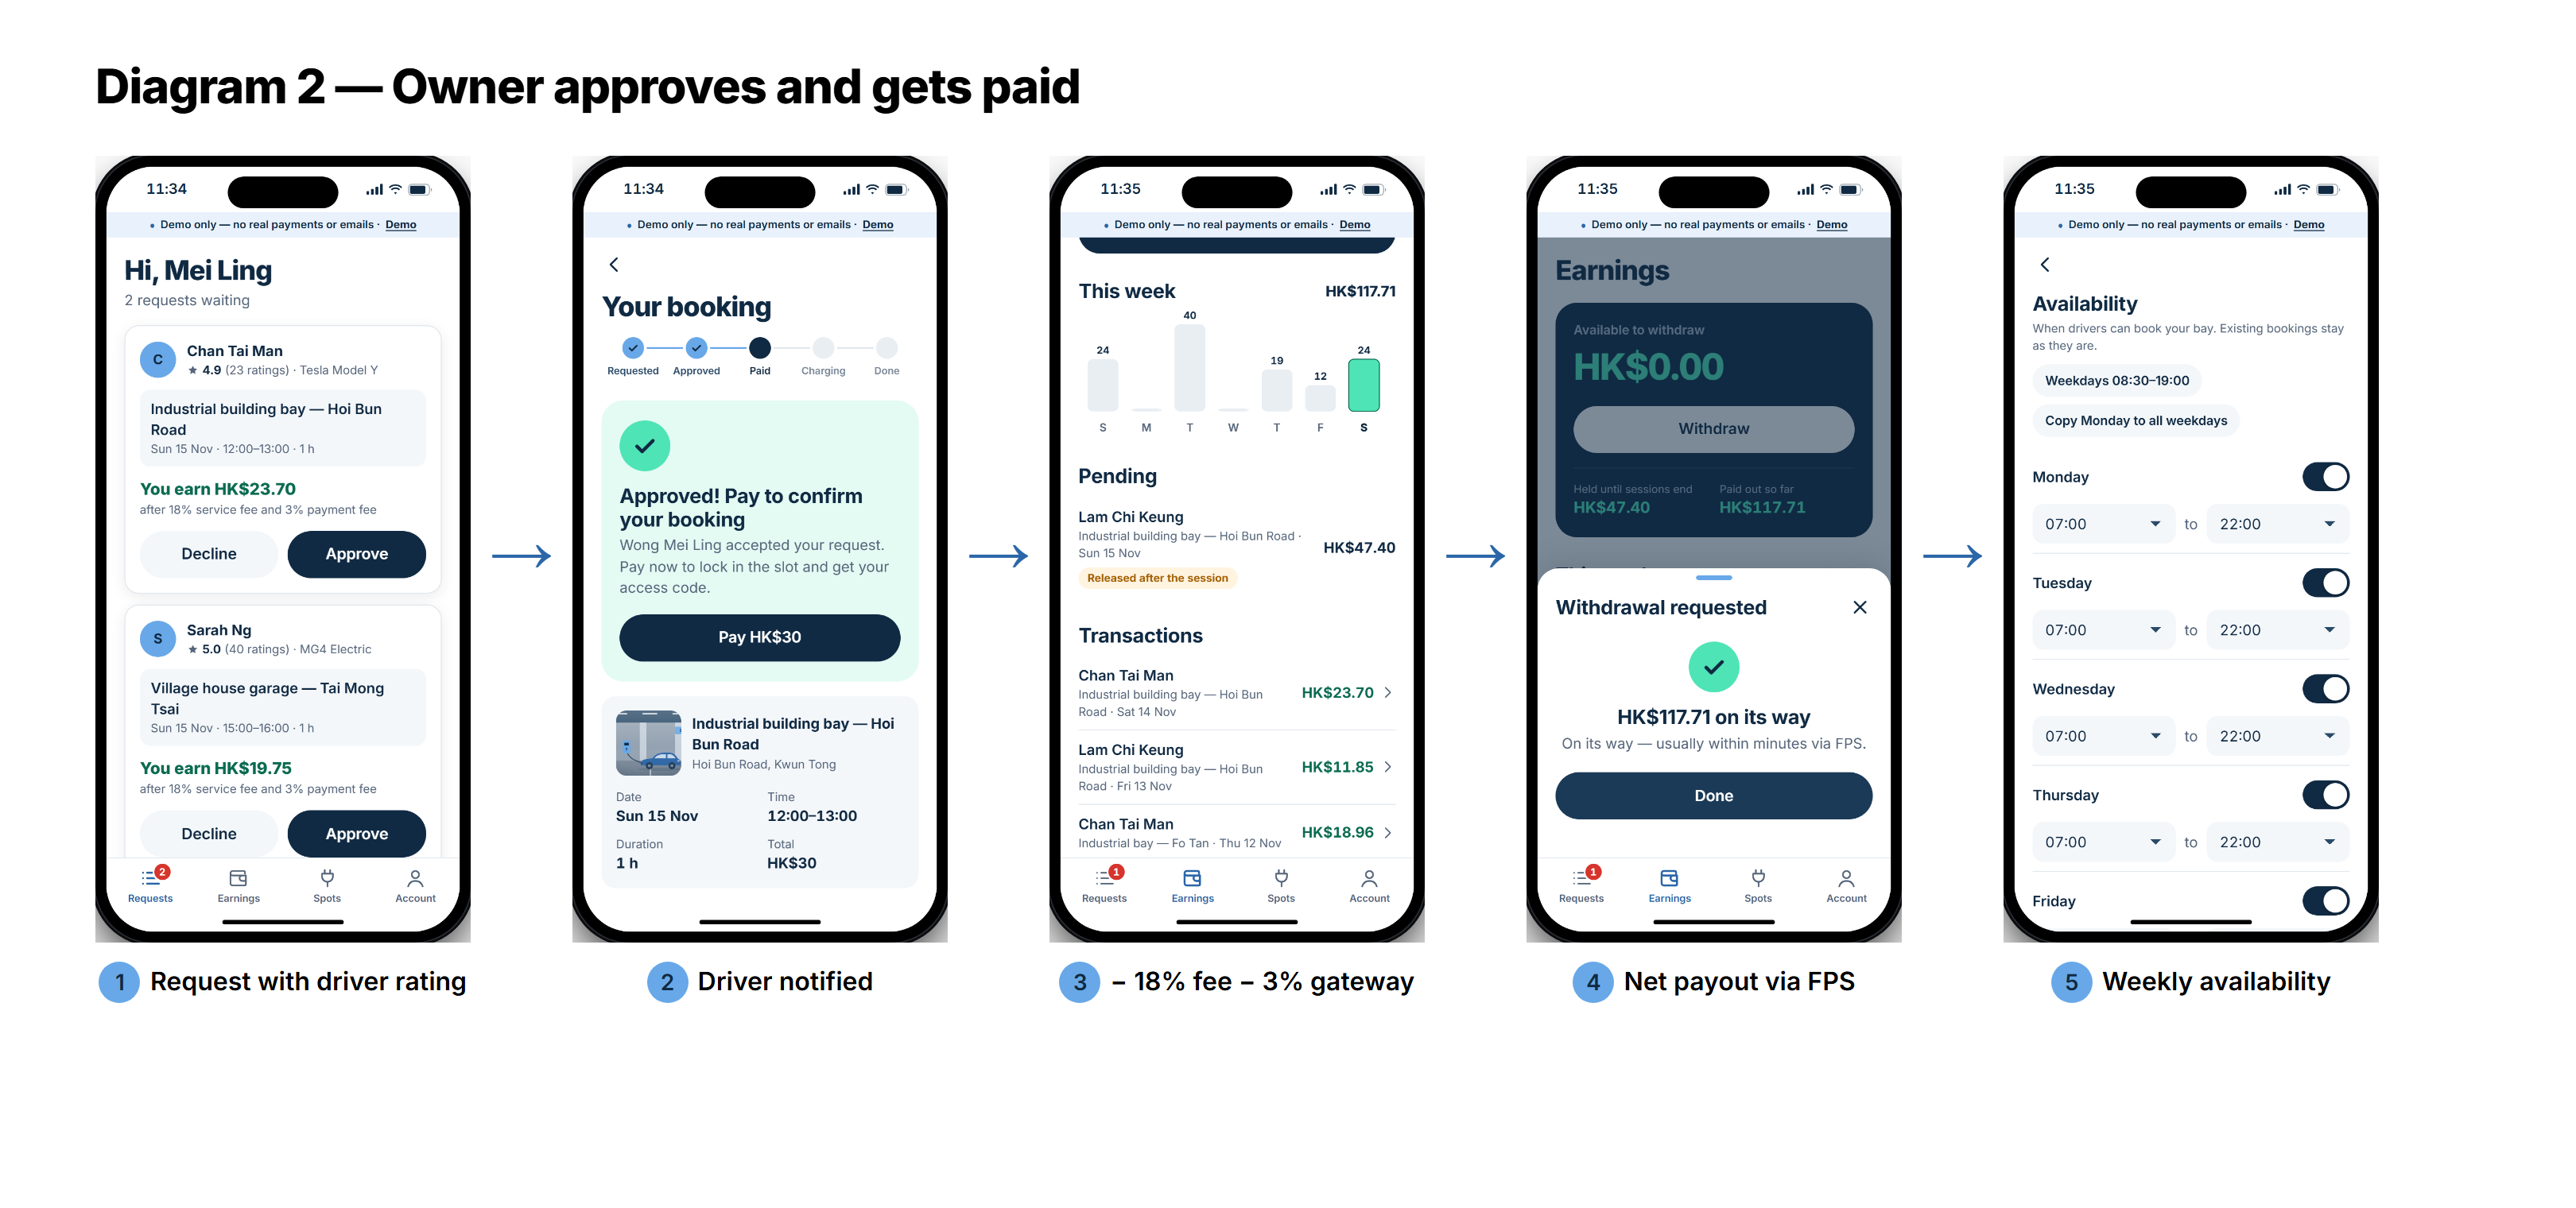 Diagram 2 — Owner approves and gets paid
11:34
Demo only — no real payments or emails · Demo
Hi, Mei Ling
2 requests waiting
C
Chan Tai Man
★ 4.9 (23 ratings) · Tesla Model Y
Industrial building bay — Hoi Bun
Road
Sun 15 Nov · 12:00–13:00 · 1 h
You earn HK$23.70
after 18% service fee and 3% payment fee
Decline
Approve
S
Sarah Ng
★ 5.0 (40 ratings) · MG4 Electric
Village house garage — Tai Mong
Tsai
Sun 15 Nov · 15:00–16:00 · 1 h
You earn HK$19.75
after 18% service fee and 3% payment fee
Decline
Approve
2
Requests
Earnings
Spots
Account
1 Request with driver rating
11:34
Demo only — no real payments or emails · Demo
Your booking
Requested
Approved
Paid
Charging
Done
Approved! Pay to confirm
your booking
Wong Mei Ling accepted your request.
Pay now to lock in the slot and get your
access code.
Pay HK$30
Industrial building bay — Hoi
Bun Road
Hoi Bun Road, Kwun Tong
Date
Sun 15 Nov
Time
12:00–13:00
Duration
1 h
Total
HK$30
2 Driver notified
11:35
Demo only — no real payments or emails · Demo
This week
HK$117.71
24
40
19
12
24
S
M
T
W
T
F
S
Pending
Lam Chi Keung
Industrial building bay — Hoi Bun Road ·
Sun 15 Nov
HK$47.40
Released after the session
Transactions
Chan Tai Man
Industrial building bay — Hoi Bun
Road · Sat 14 Nov
HK$23.70
Lam Chi Keung
Industrial building bay — Hoi Bun
Road · Fri 13 Nov
HK$11.85
Chan Tai Man
Industrial bay — Fo Tan · Thu 12 Nov
HK$18.96
1
Requests
Earnings
Spots
Account
3 – 18% fee – 3% gateway
11:35
Demo only — no real payments or emails · Demo
Earnings
Available to withdraw
HK$0.00
Withdraw
Held until sessions end
HK$47.40
Paid out so far
HK$117.71
Withdrawal requested
HK$117.71 on its way
On its way — usually within minutes via FPS.
Done
1
Requests
Earnings
Spots
Account
4 Net payout via FPS
11:35
Demo only — no real payments or emails · Demo
Availability
When drivers can book your bay. Existing bookings stay
as they are.
Weekdays 08:30–19:00
Copy Monday to all weekdays
Monday
07:00 to 22:00
Tuesday
07:00 to 22:00
Wednesday
07:00 to 22:00
Thursday
07:00 to 22:00
Friday
5 Weekly availability